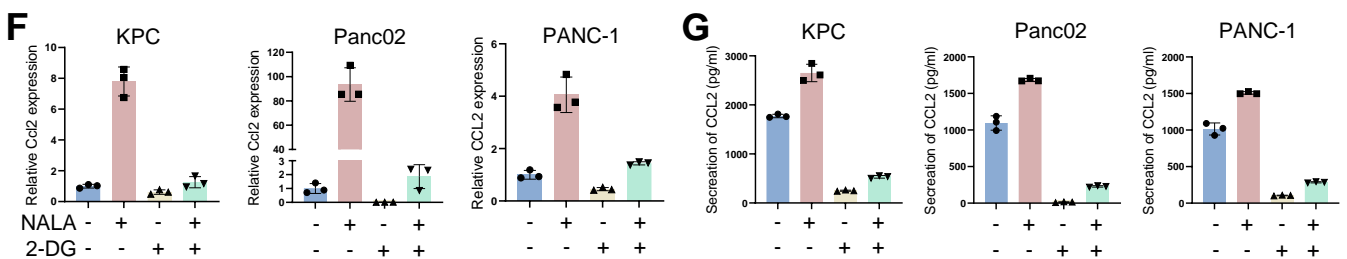 F
KPC
Relative Ccl2 expression
10
8
6
4
2
0
Panc02
Relative Ccl2 expression
120
100
80
60
40
3
2
1
0
PANC-1
Relative CCL2 expression
6
4
2
0
NALA - + - + - + - + - + - +
2-DG - - + + - - + + - - + +
G
KPC
Secreation of CCL2 (pg/ml)
3000
2000
1000
Panc02
Secreation of CCL2 (pg/ml)
2000
1500
1000
500
0
PANC-1
Secreation of CCL2 (pg/ml)
2000
1500
1000
500
0
- + - + - + - + - + - +
- - + + - - + + - - + +